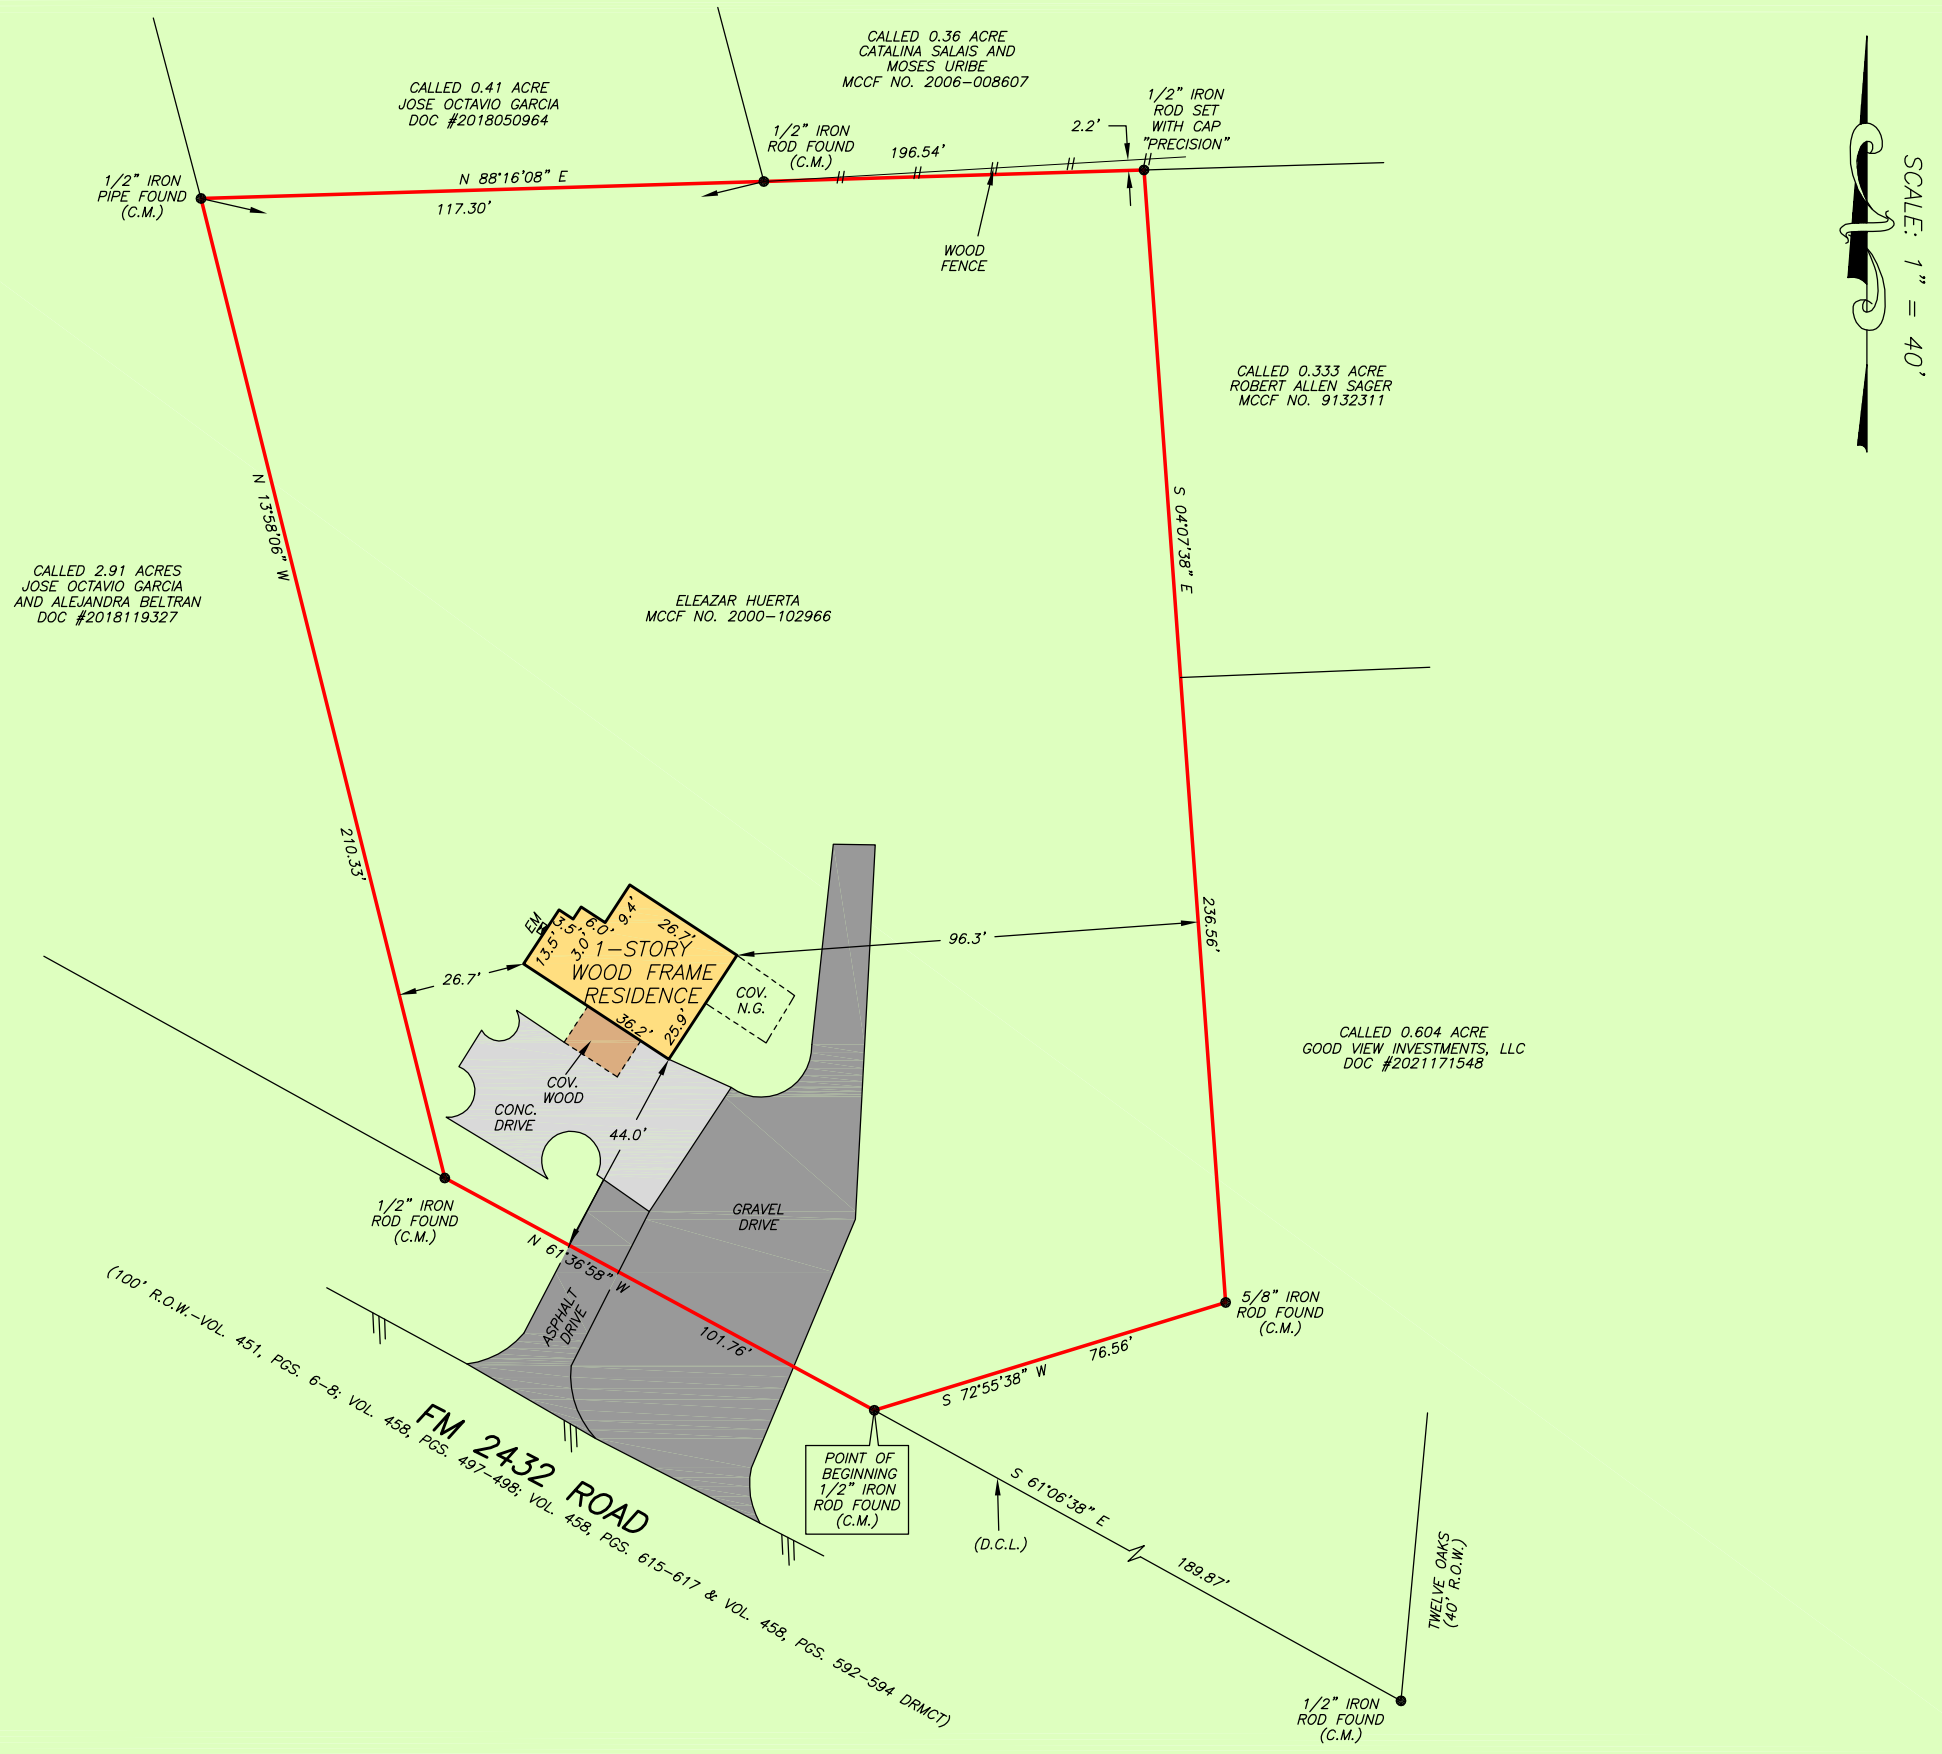 CALLED 0.36 ACRE
CATALINA SALAIS AND
MOSES URIBE
MCCF NO. 2006-008607
CALLED 0.41 ACRE
JOSE OCTAVIO GARCIA
DOC #2018050964
1/2" IRON
ROD SET
WITH CAP
"PRECISION"
2.2'
1/2" IRON
ROD FOUND
(C.M.)
196.54'
1/2" IRON
PIPE FOUND
(C.M.)
N 88°16'08" E
117.30'
WOOD
FENCE
SCALE: 1" = 40'
CALLED 0.333 ACRE
ROBERT ALLEN SAGER
MCCF NO. 9132311
N 13°58'06" W
S 04°07'38" E
CALLED 2.91 ACRES
JOSE OCTAVIO GARCIA
AND ALEJANDRA BELTRAN
DOC #2018119327
ELEAZAR HUERTA
MCCF NO. 2000-102966
210.33'
236.56'
EM
13.5'
3.5'
3.0'
6.0'
9.4'
26.7'
1-STORY
WOOD FRAME
RESIDENCE
36.2'
25.9'
96.3'
26.7'
COV.
N.G.
CALLED 0.604 ACRE
GOOD VIEW INVESTMENTS, LLC
DOC #2021171548
COV.
WOOD
CONC.
DRIVE
44.0'
GRAVEL
DRIVE
1/2" IRON
ROD FOUND
(C.M.)
N 61°36'58" W
101.76'
ASPHALT
DRIVE
5/8" IRON
ROD FOUND
(C.M.)
S 72°55'38" W
76.56'
POINT OF
BEGINNING
1/2" IRON
ROD FOUND
(C.M.)
S 61°06'38" E
189.87'
(D.C.L.)
FM 2432 ROAD
(100' R.O.W.-VOL. 451, PGS. 6-8; VOL. 458, PGS. 497-498; VOL. 458, PGS. 615-617 & VOL. 458, PGS. 592-594 DRMCT)
TWELVE OAKS
(40' R.O.W.)
1/2" IRON
ROD FOUND
(C.M.)